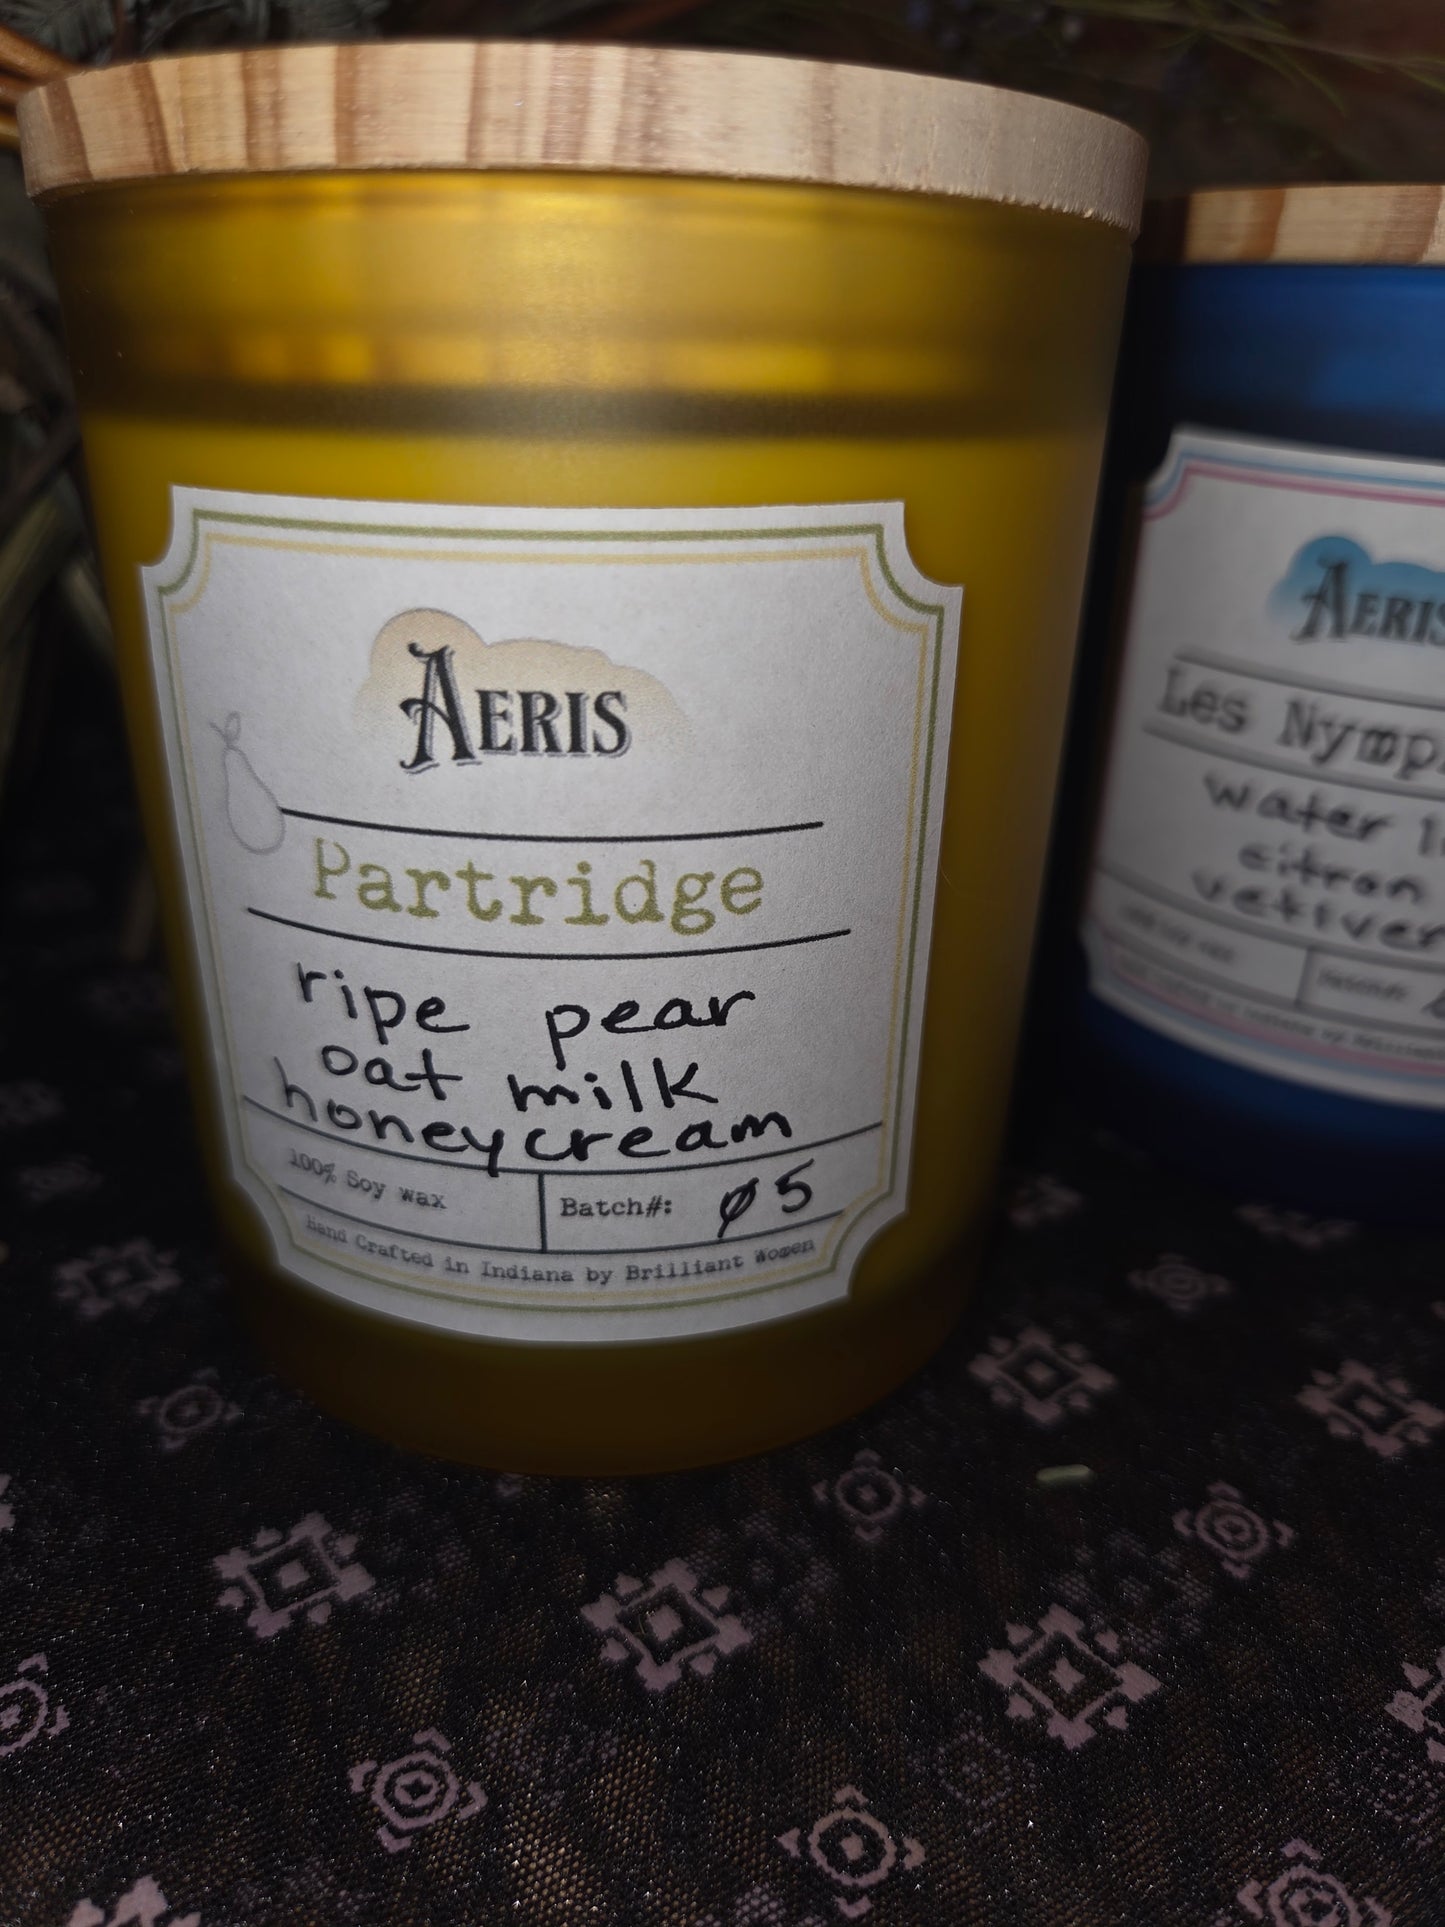 AERIS
Partridge
ripe pear
oat milk
honeycream
100% Soy wax
Batch#: Ø5
Hand Crafted in Indiana by Brilliant Women
AERIS
Les
water
citron
vetiver